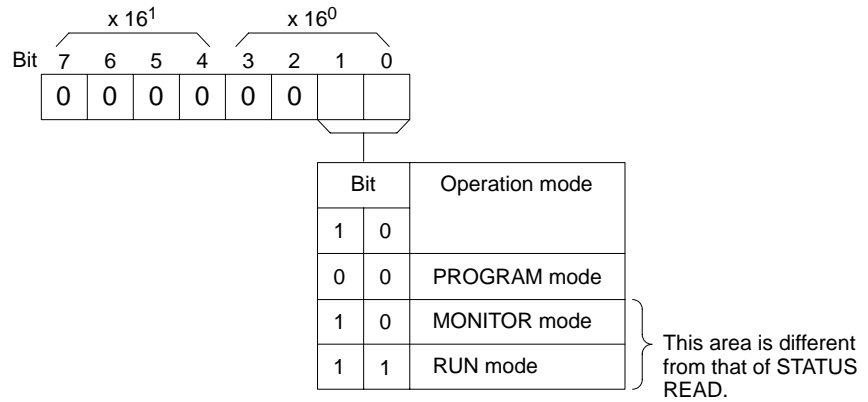 x 16¹ x 16⁰
Bit 7 6 5 4 3 2 1 0
0 0 0 0 0 0
Bit Operation mode
1 0
0 0 PROGRAM mode
1 0 MONITOR mode
1 1 RUN mode
This area is different
from that of STATUS
READ.